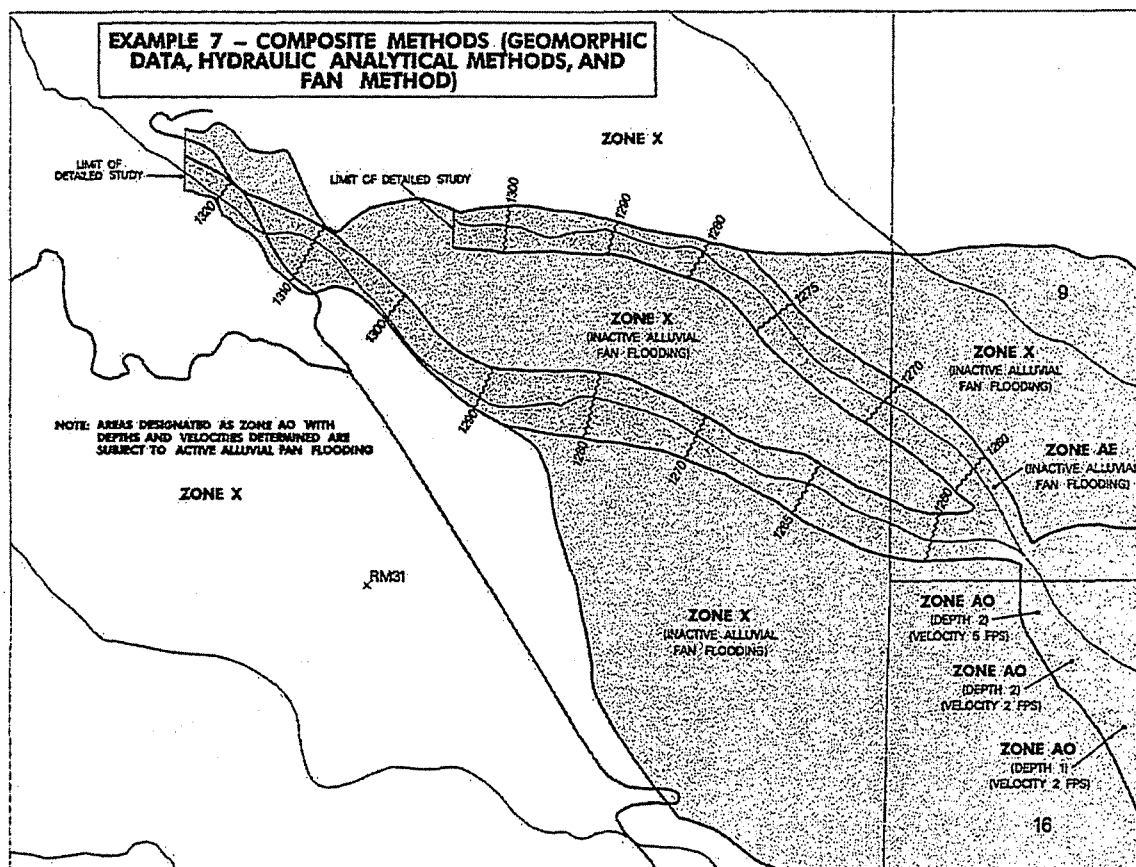 EXAMPLE 7 – COMPOSITE METHODS (GEOMORPHIC
DATA, HYDRAULIC ANALYTICAL METHODS, AND
FAN METHOD)
ZONE X
LIMIT OF
DETAILED STUDY
LIMIT OF DETAILED STUDY
1320
1310
1300
1290
1280
1270
1265
1260
1300
1290
1280
1275
1270
1260
9
ZONE X
(INACTIVE ALLUVIAL
FAN FLOODING)
ZONE X
(INACTIVE ALLUVIAL
FAN FLOODING)
NOTE: AREAS DESIGNATED AS ZONE AO WITH
DEPTHS AND VELOCITIES DETERMINED ARE
SUBJECT TO ACTIVE ALLUVIAL FAN FLOODING
ZONE AE
(INACTIVE ALLUVIAL
FAN FLOODING)
ZONE X
RM31
ZONE X
(INACTIVE ALLUVIAL
FAN FLOODING)
ZONE AO
(DEPTH 2)
(VELOCITY 5 FPS)
ZONE AO
(DEPTH 2)
(VELOCITY 2 FPS)
ZONE AO
(DEPTH 1)
(VELOCITY 2 FPS)
16